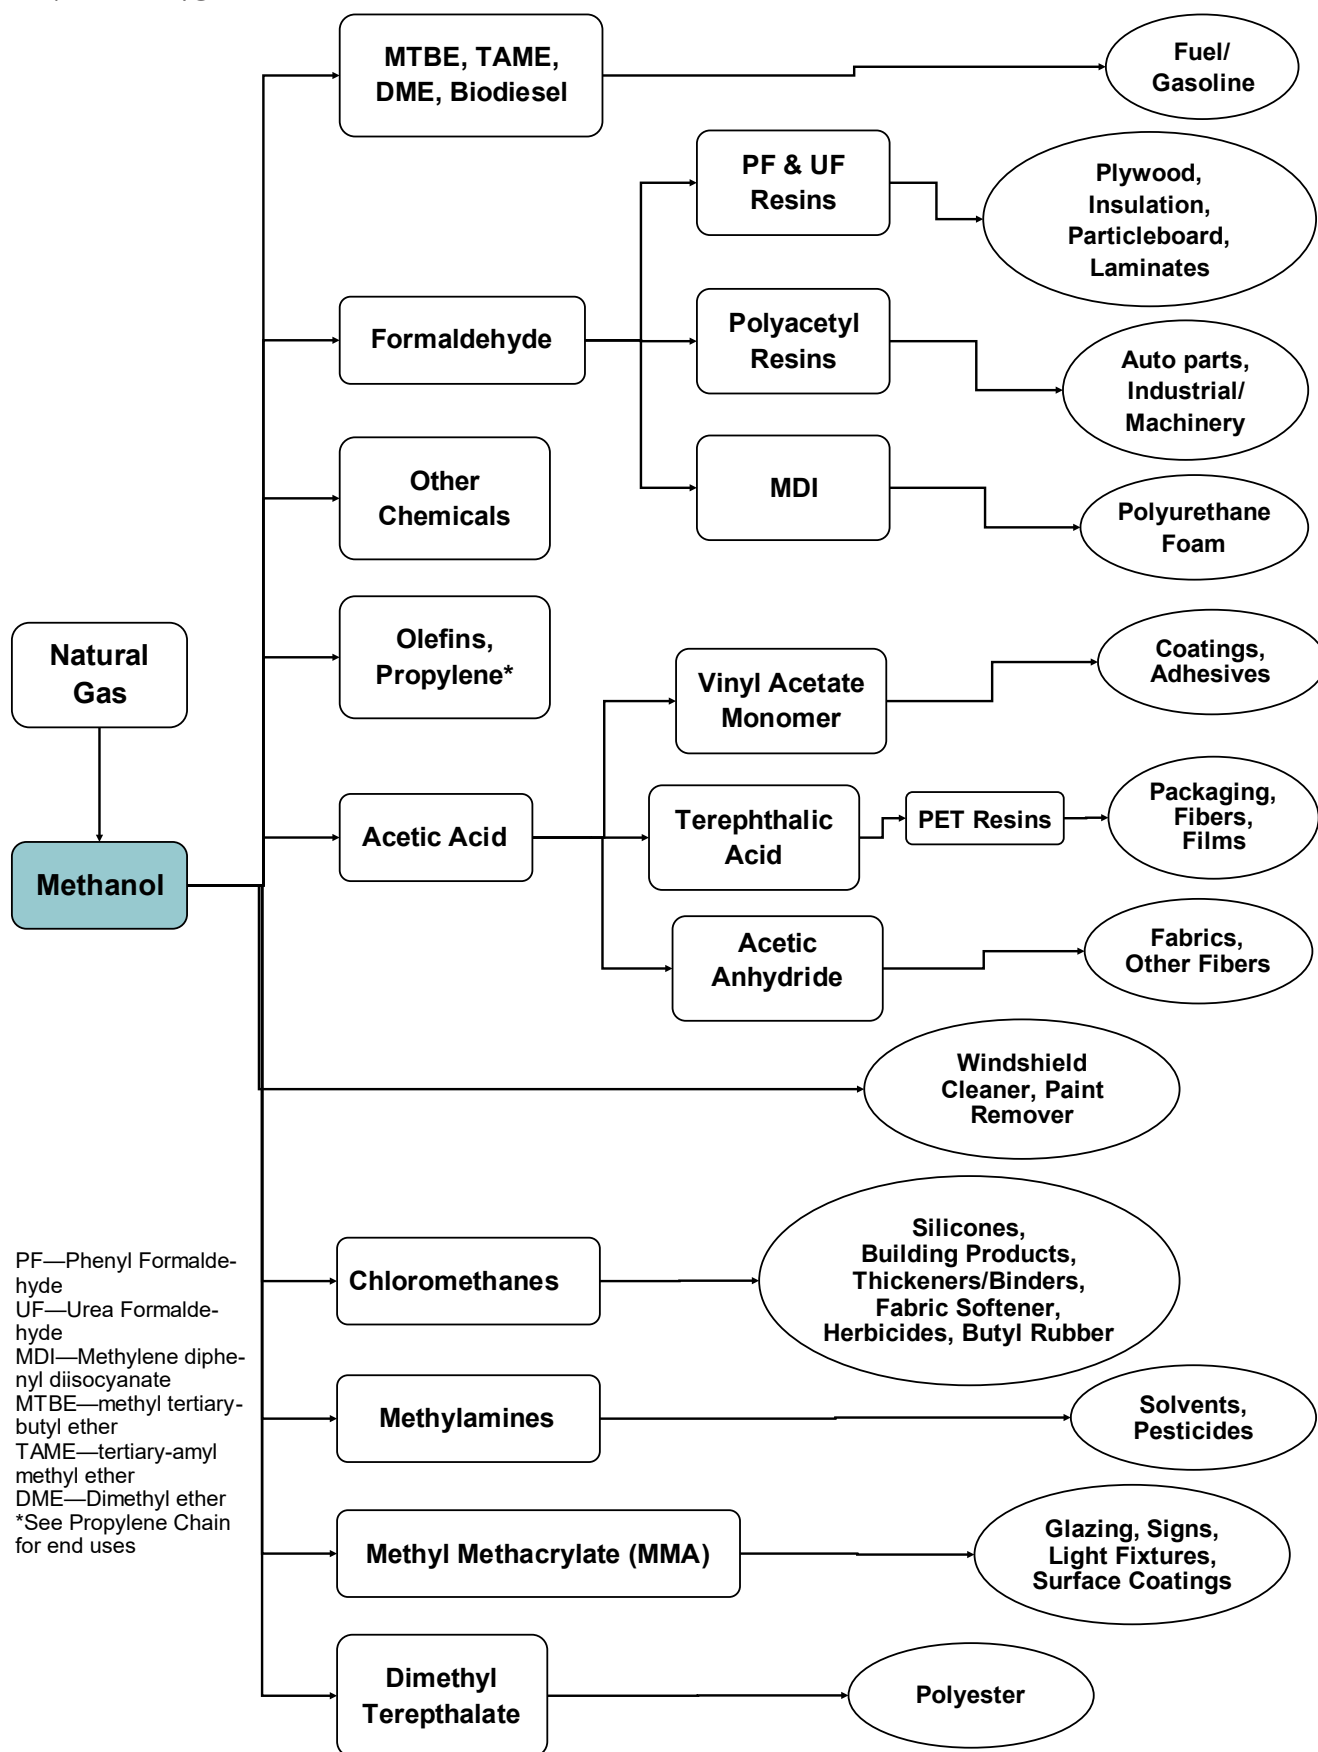 MTBE, TAME,
DME, Biodiesel
Fuel/
Gasoline
PF & UF
Resins
Plywood,
Insulation,
Particleboard,
Laminates
Formaldehyde
Polyacetyl
Resins
Auto parts,
Industrial/
Machinery
Other
Chemicals
MDI
Polyurethane
Foam
Natural
Gas
Olefins,
Propylene*
Vinyl Acetate
Monomer
Coatings,
Adhesives
Methanol
Acetic Acid
Terephthalic
Acid
PET Resins
Packaging,
Fibers,
Films
Acetic
Anhydride
Fabrics,
Other Fibers
Windshield
Cleaner, Paint
Remover
Chloromethanes
Silicones,
Building Products,
Thickeners/Binders,
Fabric Softener,
Herbicides, Butyl Rubber
Methylamines
Solvents,
Pesticides
Methyl Methacrylate (MMA)
Glazing, Signs,
Light Fixtures,
Surface Coatings
Dimethyl
Terepthalate
Polyester
PF—Phenyl Formalde-
hyde
UF—Urea Formalde-
hyde
MDI—Methylene diphe-
nyl diisocyanate
MTBE—methyl tertiary-
butyl ether
TAME—tertiary-amyl
methyl ether
DME—Dimethyl ether
*See Propylene Chain
for end uses